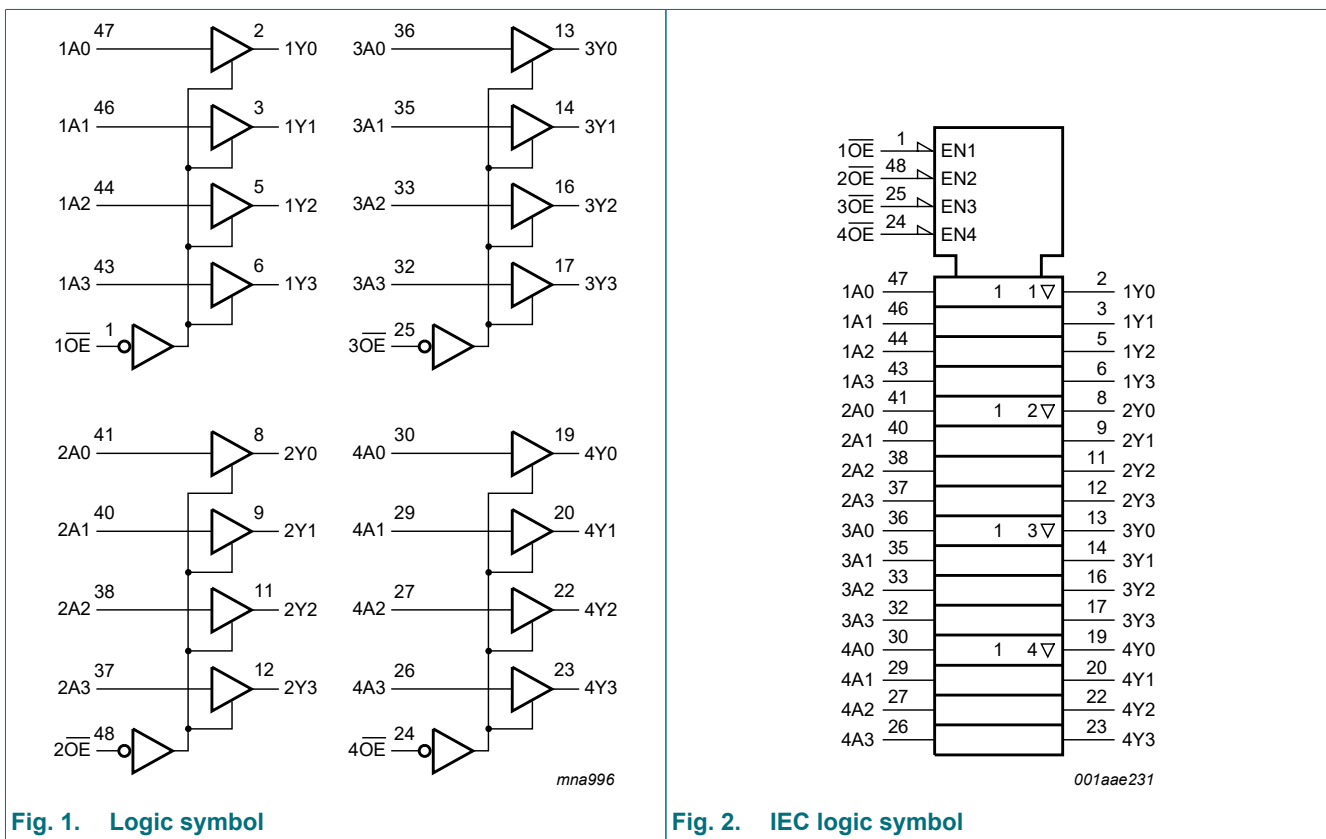 47 2
1A0 1Y0
46 3
1A1 1Y1
44 5
1A2 1Y2
43 6
1A3 1Y3
1
1OE
36 13
3A0 3Y0
35 14
3A1 3Y1
33 16
3A2 3Y2
32 17
3A3 3Y3
25
3OE
41 8
2A0 2Y0
40 9
2A1 2Y1
38 11
2A2 2Y2
37 12
2A3 2Y3
48
2OE
30 19
4A0 4Y0
29 20
4A1 4Y1
27 22
4A2 4Y2
26 23
4A3 4Y3
24
4OE
mna996
Fig. 1. Logic symbol
1OE 1 EN1
2OE 48 EN2
3OE 25 EN3
4OE 24 EN4
1A0 47 1 1▽ 2 1Y0
1A1 46 3 1Y1
1A2 44 5 1Y2
1A3 43 6 1Y3
2A0 41 1 2▽ 8 2Y0
2A1 40 9 2Y1
2A2 38 11 2Y2
2A3 37 12 2Y3
3A0 36 1 3▽ 13 3Y0
3A1 35 14 3Y1
3A2 33 16 3Y2
3A3 32 17 3Y3
4A0 30 1 4▽ 19 4Y0
4A1 29 20 4Y1
4A2 27 22 4Y2
4A3 26 23 4Y3
001aae231
Fig. 2. IEC logic symbol